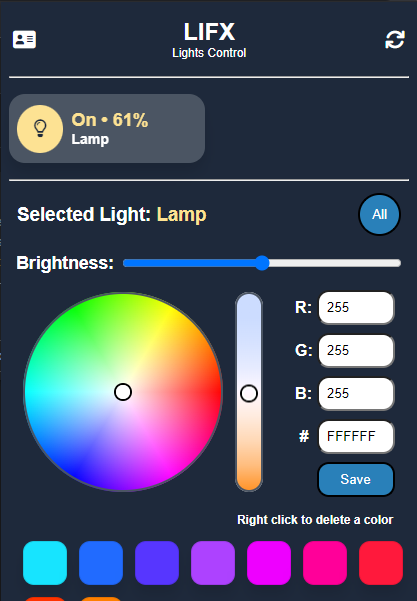 LIFX
Lights Control
On • 61%
Lamp
Selected Light: Lamp
All
Brightness:
R: 255
G: 255
B: 255
# FFFFFF
Save
Right click to delete a color